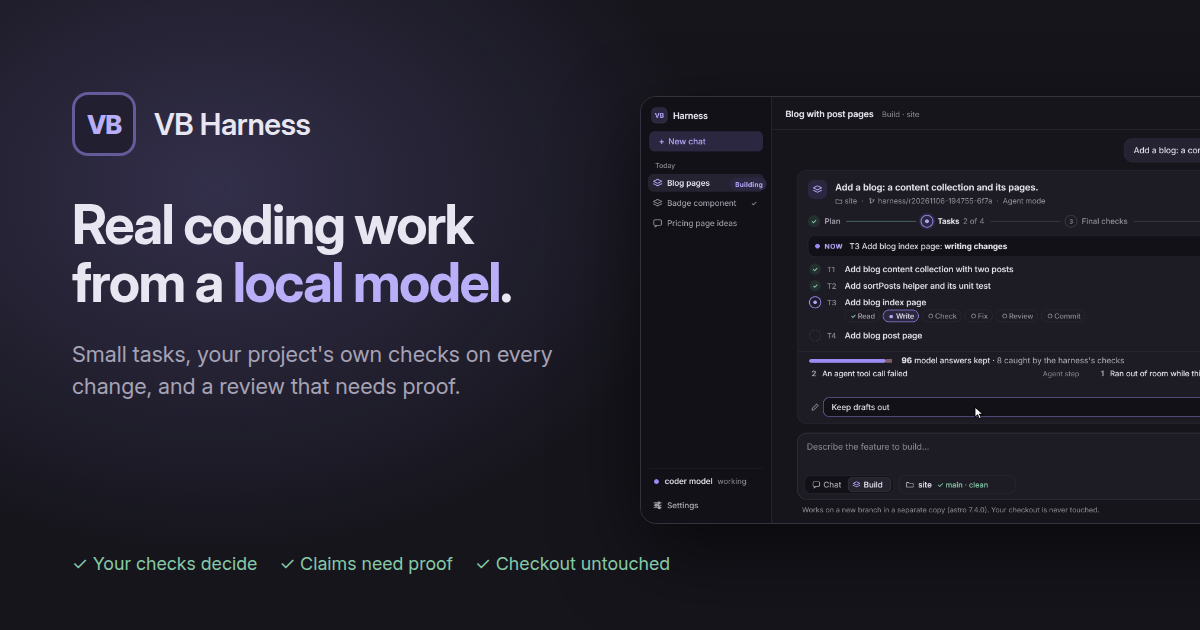 VB
VB Harness
Real coding work
from a local model.
Small tasks, your project's own checks on every
change, and a review that needs proof.
✓ Your checks decide ✓ Claims need proof ✓ Checkout untouched
VB Harness
+ New chat
Today
Blog pages Building
Badge component ✓
Pricing page ideas
coder model working
Settings
Blog with post pages Build · site
Add a blog: a
Add a blog: a content collection and its pages.
site · harness/r20261106-194755-6f7a · Agent mode
✓ Plan Tasks 2 of 4 3 Final checks
NOW T3 Add blog index page: writing changes
✓ T1 Add blog content collection with two posts
✓ T2 Add sortPosts helper and its unit test
T3 Add blog index page
✓ Read Write Check Fix Review Commit
T4 Add blog post page
96 model answers kept · 8 caught by the harness's checks
2 An agent tool call failed Agent step 1 Ran out of room while
Keep drafts out
Describe the feature to build...
Chat Build site ✓ main · clean
Works on a new branch in a separate copy (astro 7.4.0). Your checkout is never touched.